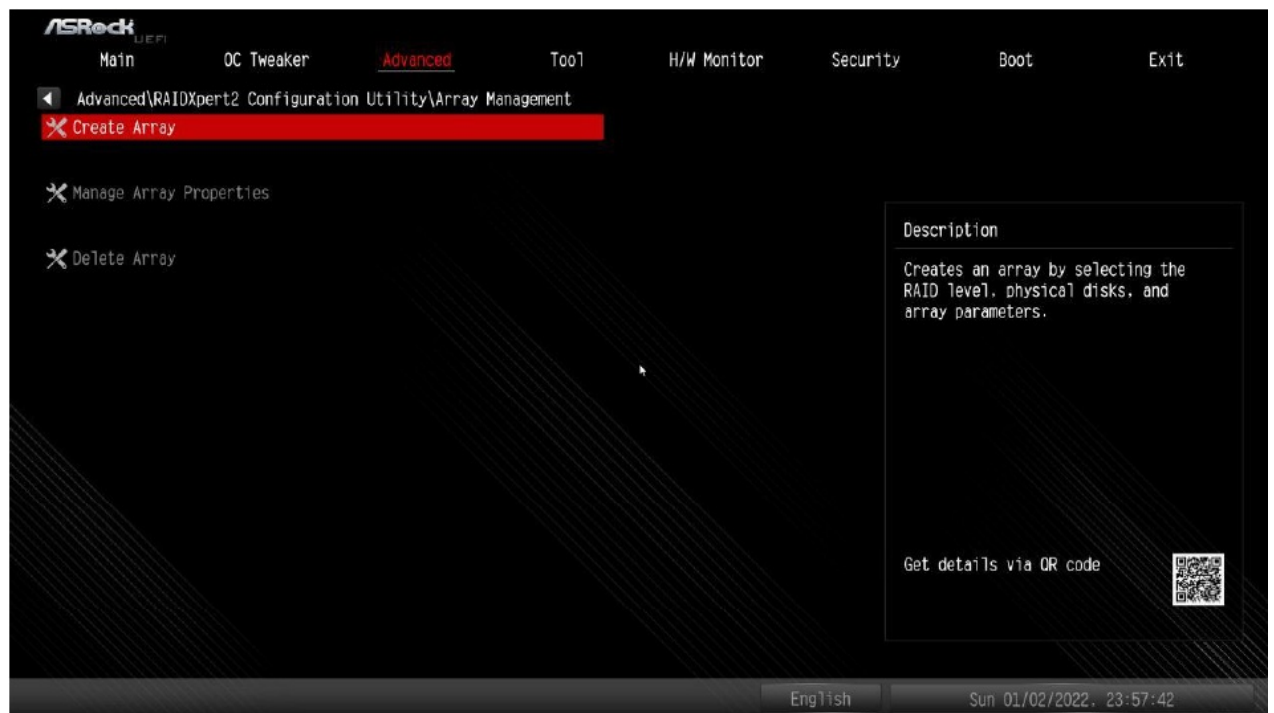 ASRock
UEFI
Main OC Tweaker Advanced Tool H/W Monitor Security Boot Exit
Advanced\RAIDXpert2 Configuration Utility\Array Management
Create Array
Manage Array Properties
Delete Array
Description
Creates an array by selecting the
RAID level, physical disks, and
array parameters.
Get details via QR code
English Sun 01/02/2022, 23:57:42